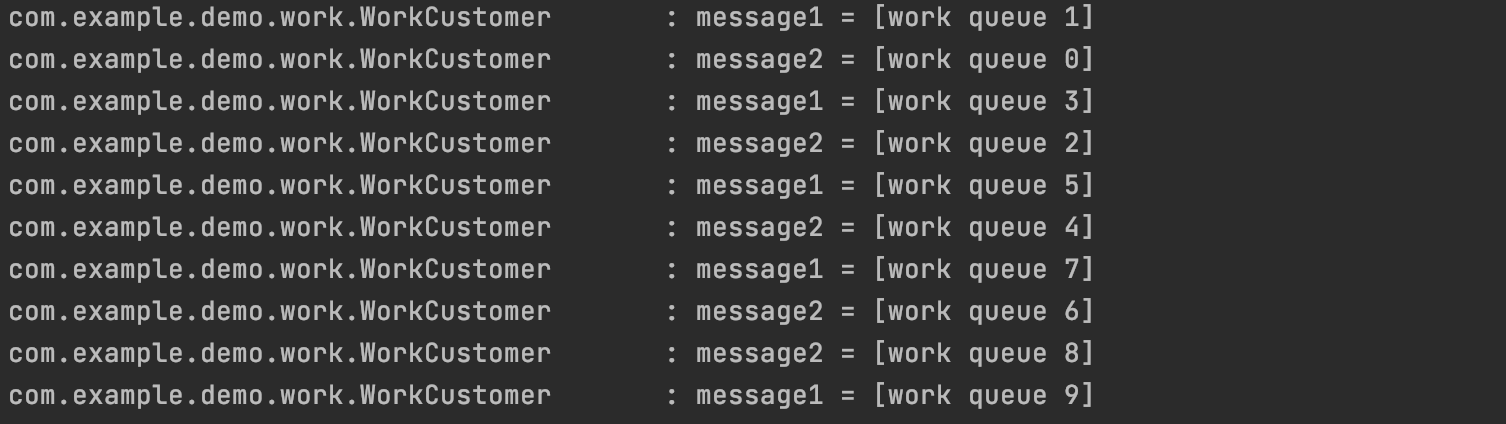 com.example.demo.work.WorkCustomer       : message1 = [work queue 1]
com.example.demo.work.WorkCustomer       : message2 = [work queue 0]
com.example.demo.work.WorkCustomer       : message1 = [work queue 3]
com.example.demo.work.WorkCustomer       : message2 = [work queue 2]
com.example.demo.work.WorkCustomer       : message1 = [work queue 5]
com.example.demo.work.WorkCustomer       : message2 = [work queue 4]
com.example.demo.work.WorkCustomer       : message1 = [work queue 7]
com.example.demo.work.WorkCustomer       : message2 = [work queue 6]
com.example.demo.work.WorkCustomer       : message2 = [work queue 8]
com.example.demo.work.WorkCustomer       : message1 = [work queue 9]